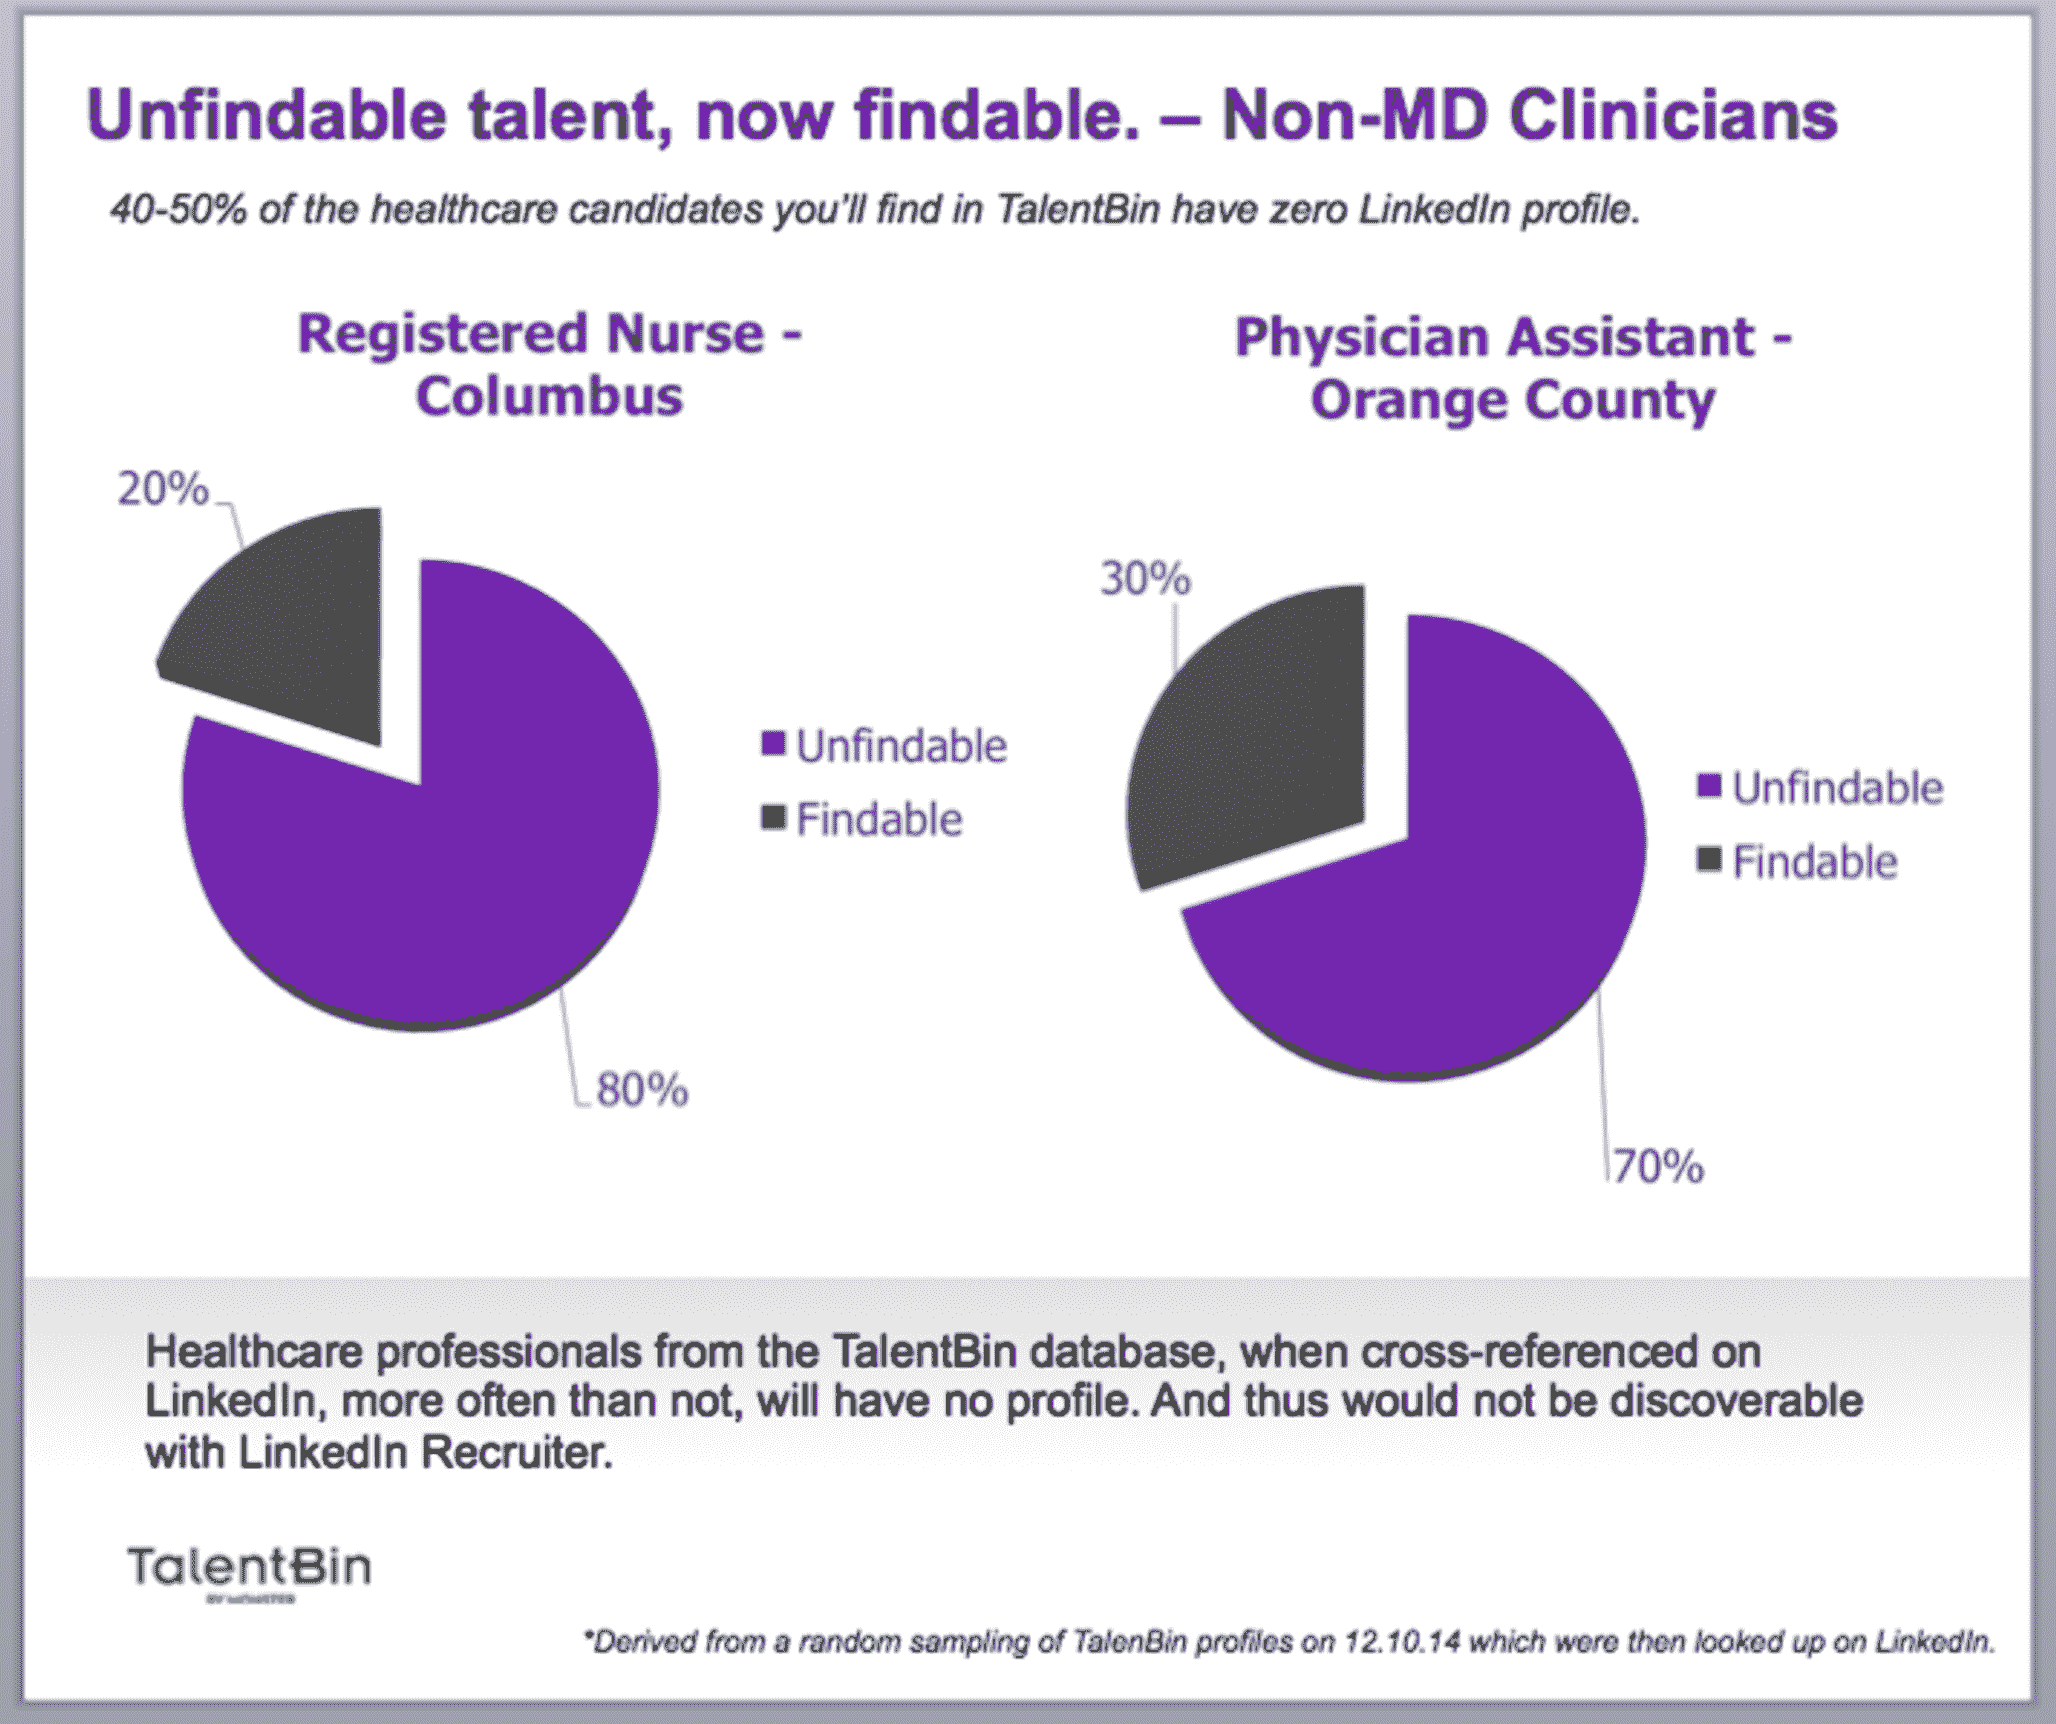 Unfindable talent, now findable. – Non-MD Clinicians
40-50% of the healthcare candidates you'll find in TalentBin have zero LinkedIn profile.
Registered Nurse -
Columbus
20%
80%
Unfindable
Findable
Physician Assistant -
Orange County
30%
70%
Unfindable
Findable
Healthcare professionals from the TalentBin database, when cross-referenced on
LinkedIn, more often than not, will have no profile. And thus would not be discoverable
with LinkedIn Recruiter.
TalentBin
*Derived from a random sampling of TalenBin profiles on 12.10.14 which were then looked up on LinkedIn.